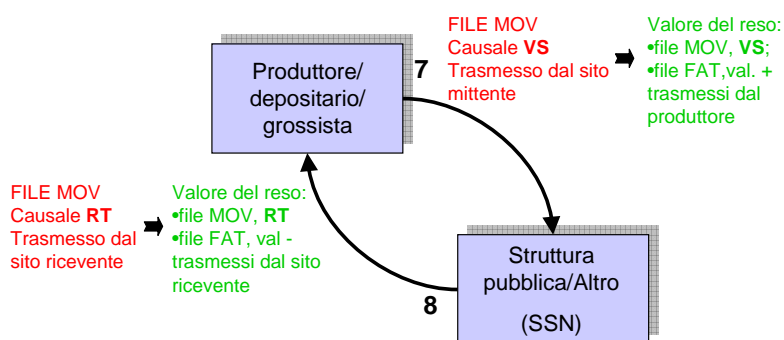 FILE MOV
Causale VS
Trasmesso dal sito
mittente
Valore del reso:
•file MOV, VS;
•file FAT,val. +
trasmessi dal
produttore
Produttore/
depositario/
grossista
7
FILE MOV
Causale RT
Trasmesso dal
sito ricevente
Valore del reso:
•file MOV, RT
•file FAT, val -
trasmessi dal sito
ricevente
Struttura
pubblica/Altro
(SSN)
8